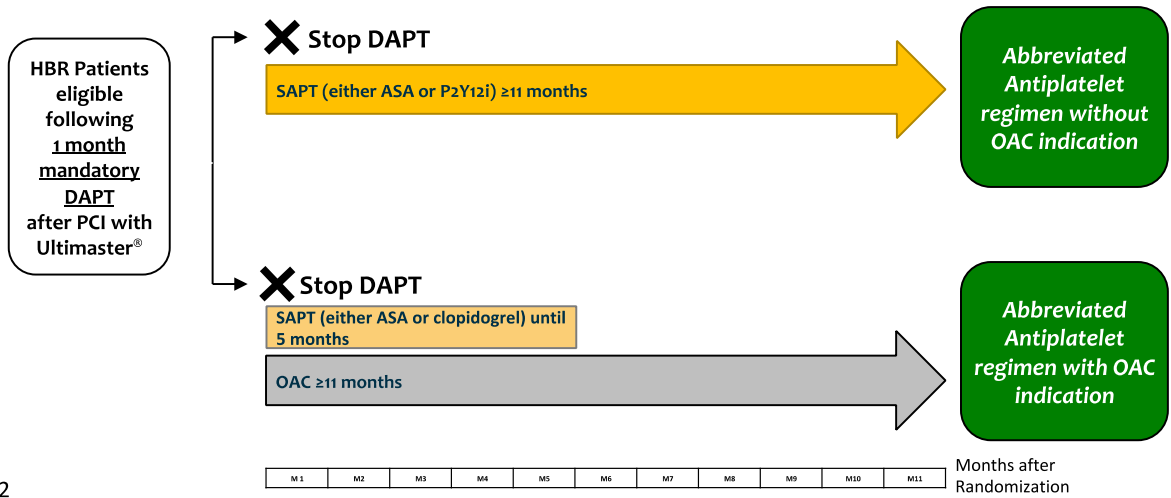 HBR Patients
eligible
following
1 month
mandatory
DAPT
after PCI with
Ultimaster®
Stop DAPT
SAPT (either ASA or P2Y12i) ≥11 months
Abbreviated
Antiplatelet
regimen without
OAC indication
Stop DAPT
SAPT (either ASA or clopidogrel) until
5 months
OAC ≥11 months
Abbreviated
Antiplatelet
regimen with OAC
indication
M 1 M2 M3 M4 M5 M6 M7 M8 M9 M10 M11
Months after
Randomization
2